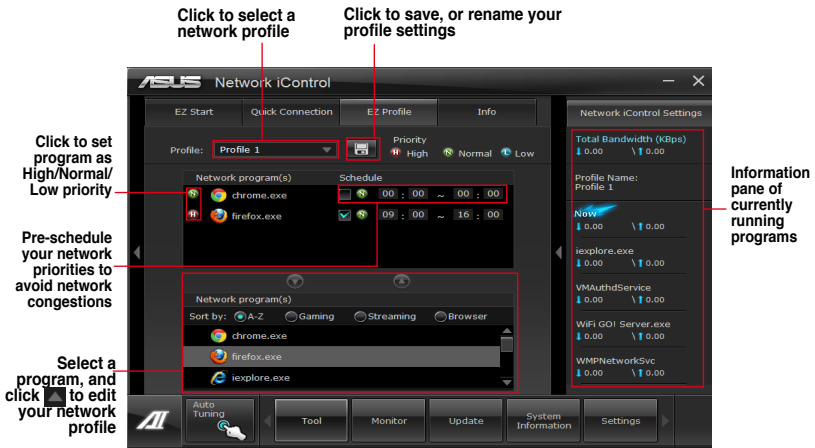 Click to select a
network profile
Click to save, or rename your
profile settings
ASUS Network iControl
EZ Start
Quick Connection
EZ Profile
Info
Network iControl Settings
Profile: Profile 1
Priority
H High N Normal L Low
Click to set
program as
High/Normal/
Low priority
Network program(s) Schedule
N chrome.exe N 00 : 00 ~ 00 : 00
H firefox.exe N 09 : 00 ~ 16 : 00
Pre-schedule
your network
priorities to
avoid network
congestions
Network program(s)
Sort by: A-Z Gaming Streaming Browser
chrome.exe
firefox.exe
iexplore.exe
Select a
program, and
click to edit
your network
profile
Total Bandwidth (KBps)
0.00 \ 0.00
Profile Name:
Profile 1
Now
0.00 \ 0.00
iexplore.exe
0.00 \ 0.00
VMAuthdService
0.00 \ 0.00
WiFi GO! Server.exe
0.00 \ 0.00
WMPNetworkSvc
0.00 \ 0.00
Information
pane of
currently
running
programs
AI
Auto
Tuning
Tool
Monitor
Update
System
Information
Settings